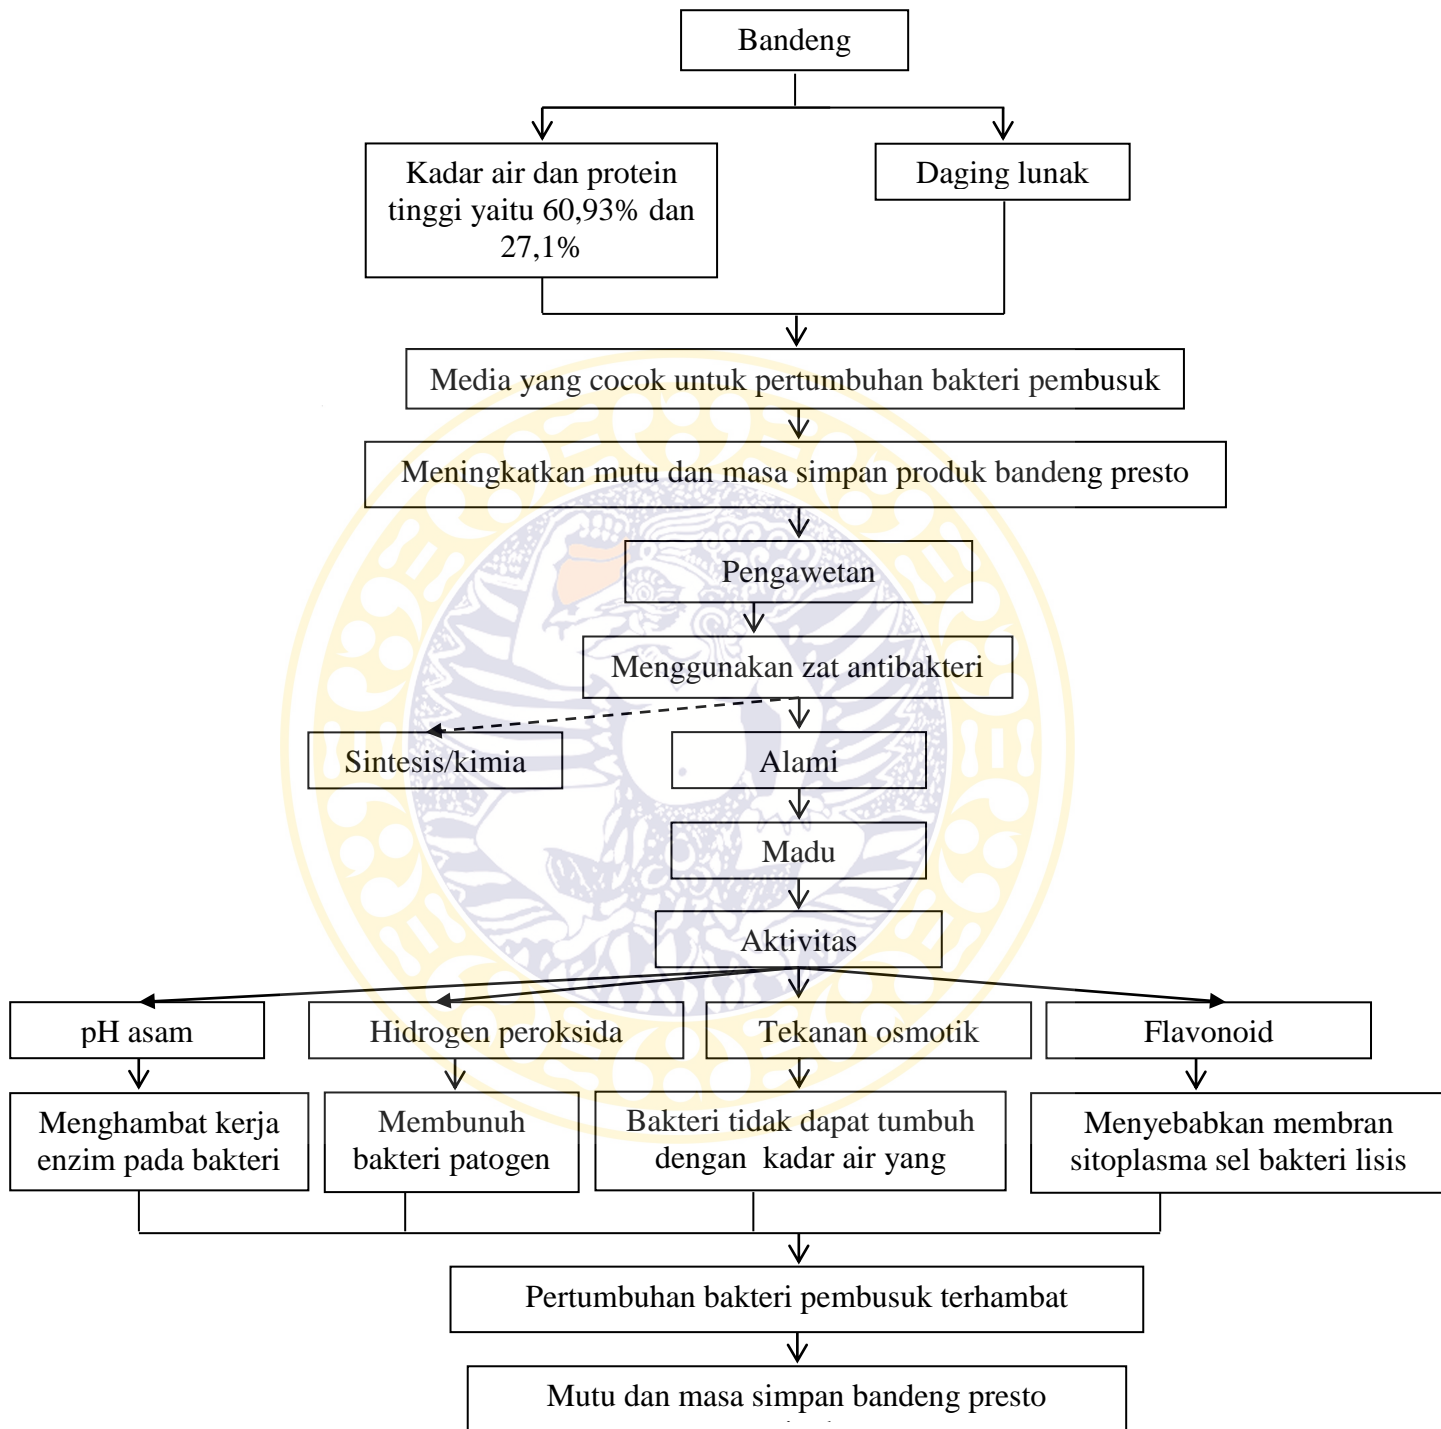 Bandeng
Kadar air dan protein
tinggi yaitu 60,93% dan
27,1%
Daging lunak
Media yang cocok untuk pertumbuhan bakteri pembusuk
Meningkatkan mutu dan masa simpan produk bandeng presto
Pengawetan
Menggunakan zat antibakteri
Sintesis/kimia
Alami
Madu
Aktivitas
pH asam
Hidrogen peroksida
Tekanan osmotik
Flavonoid
Menghambat kerja
enzim pada bakteri
Membunuh
bakteri patogen
Bakteri tidak dapat tumbuh
dengan kadar air yang
Menyebabkan membran
sitoplasma sel bakteri lisis
Pertumbuhan bakteri pembusuk terhambat
Mutu dan masa simpan bandeng presto